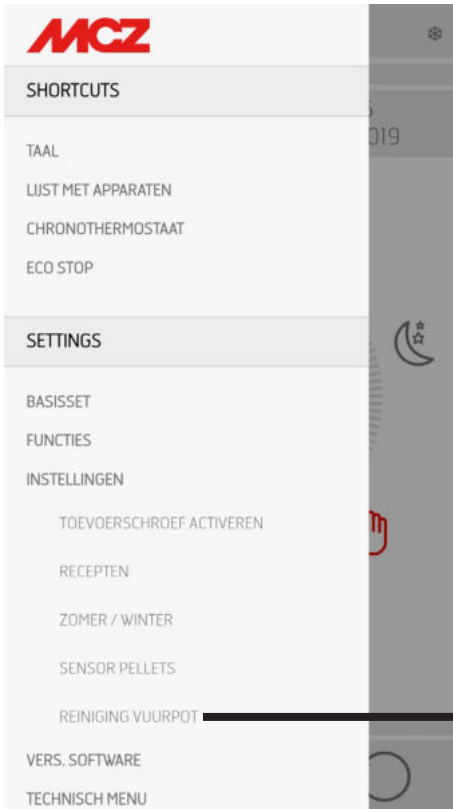 MCZ
SHORTCUTS
TAAL
LIJST MET APPARATEN
CHRONOTHERMOSTAAT
ECO STOP
SETTINGS
BASISSET
FUNCTIES
INSTELLINGEN
TOEVOERSCHROEF ACTIVEREN
RECEPTEN
ZOMER / WINTER
SENSOR PELLETS
REINIGING VUURPOT
VERS. SOFTWARE
TECHNISCH MENU
019